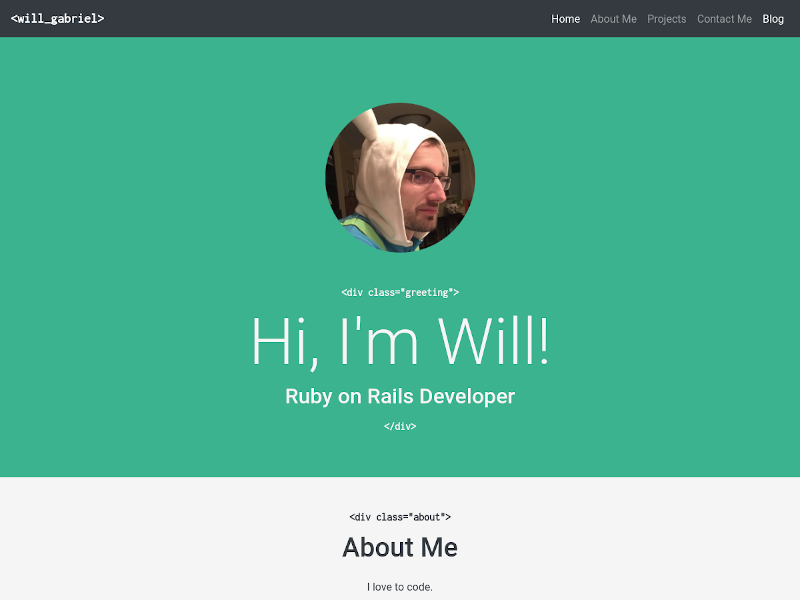 <will_gabriel>
Home About Me Projects Contact Me Blog
<div class="greeting">
Hi, I'm Will!
Ruby on Rails Developer
</div>
<div class="about">
About Me
I love to code.